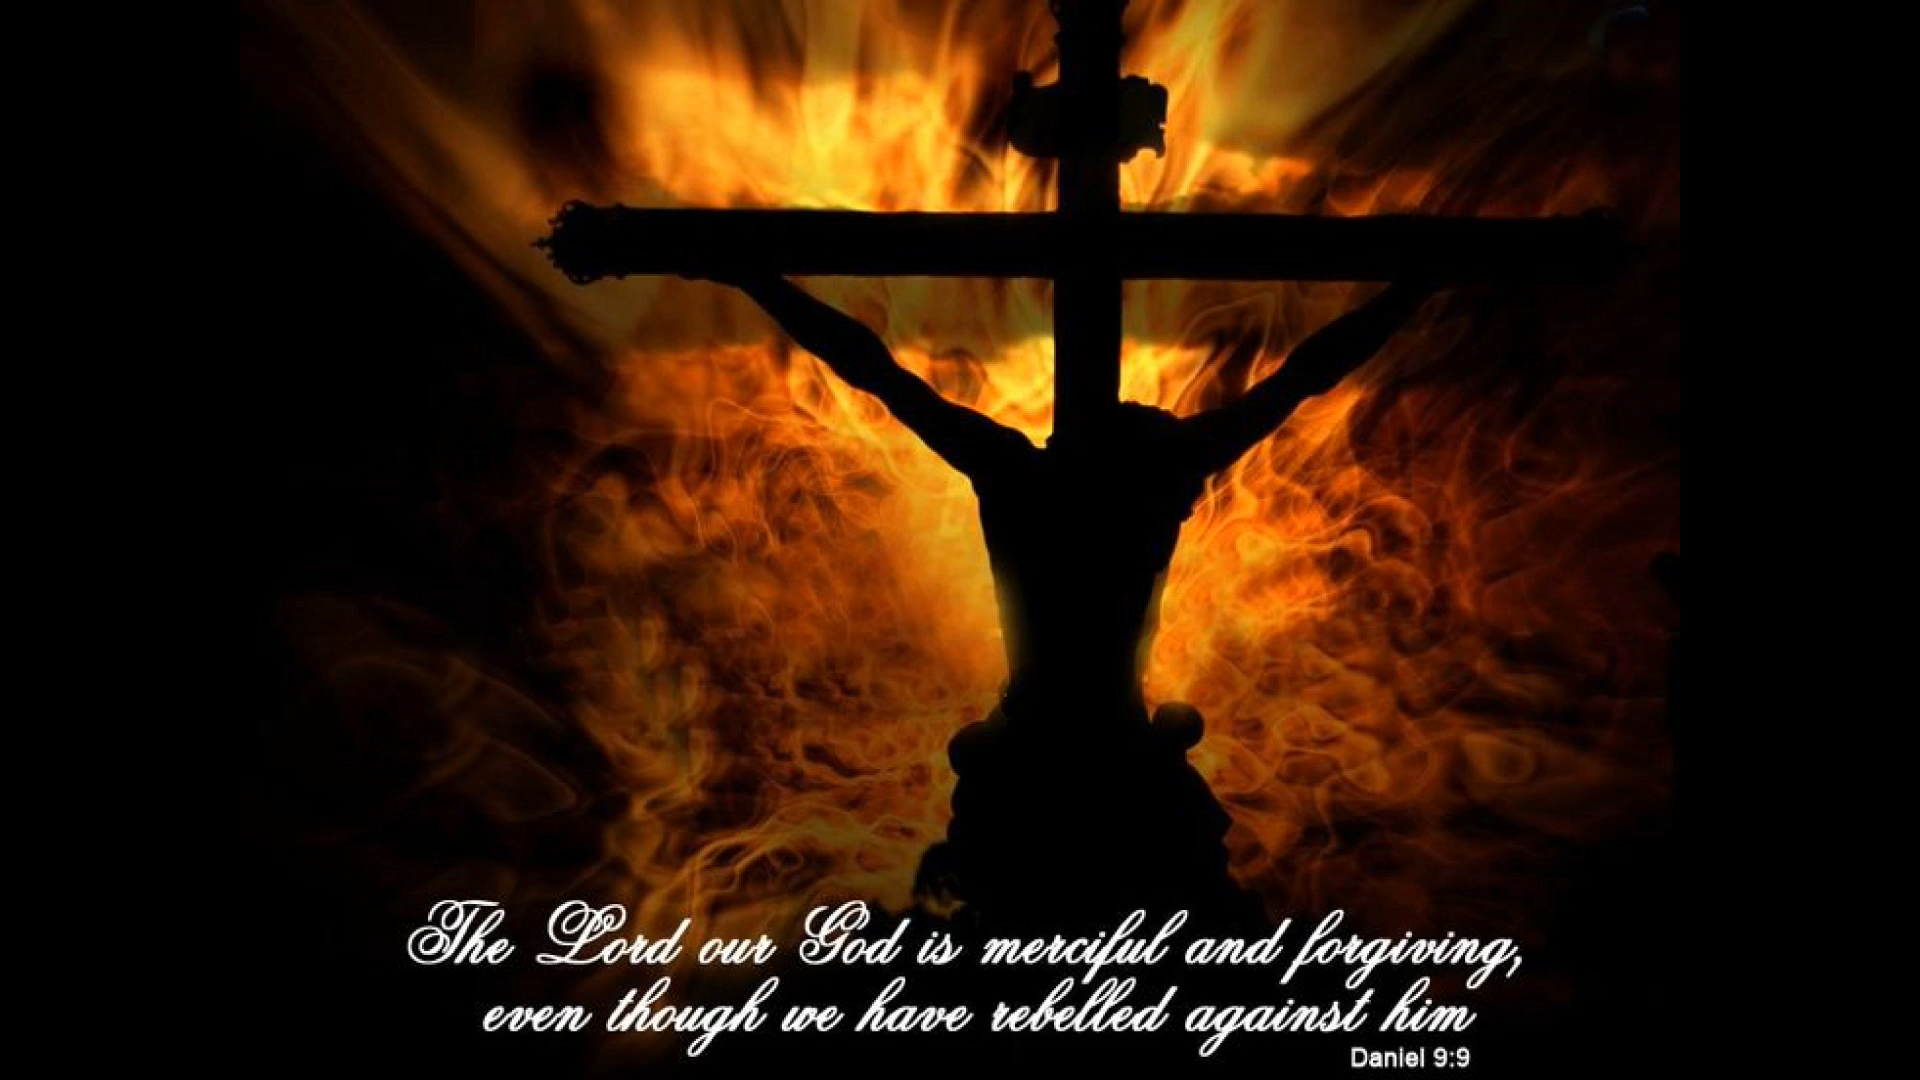 The Lord our God is merciful and forgiving,
even though we have rebelled against him
Daniel 9:9